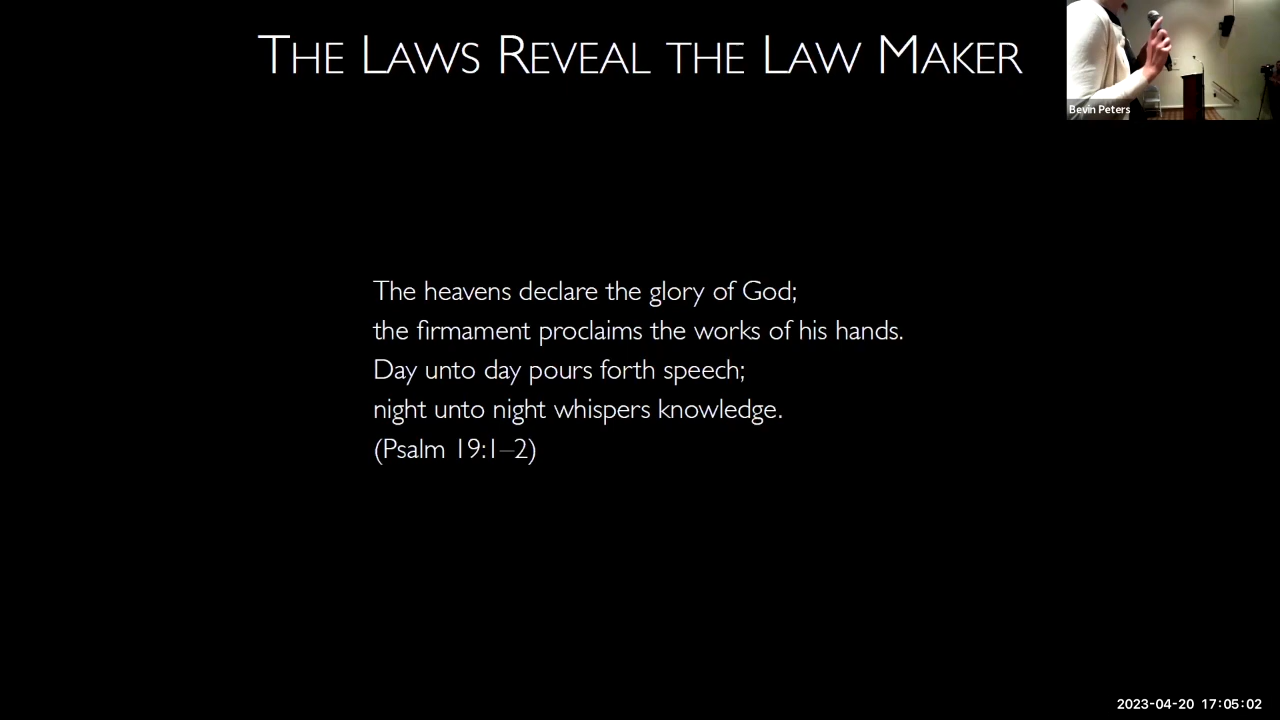 THE LAWS REVEAL THE LAW MAKER
Bevin Peters
The heavens declare the glory of God;
the firmament proclaims the works of his hands.
Day unto day pours forth speech;
night unto night whispers knowledge.
(Psalm 19:1–2)
2023-04-20 17:05:02